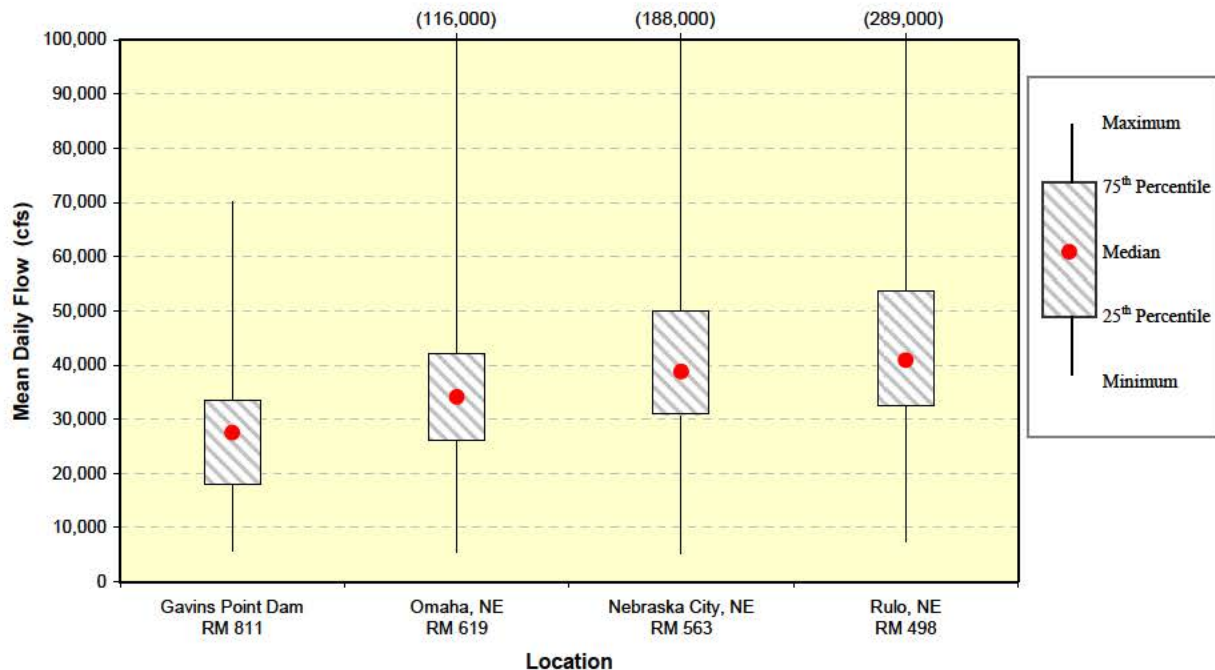 (116,000) (188,000) (289,000)
100,000
90,000
80,000
70,000
60,000
50,000
40,000
30,000
20,000
10,000
0
Mean Daily Flow (cfs)
Gavins Point Dam
RM 811
Omaha, NE
RM 619
Nebraska City, NE
RM 563
Rulo, NE
RM 498
Location
Maximum
75th Percentile
Median
25th Percentile
Minimum